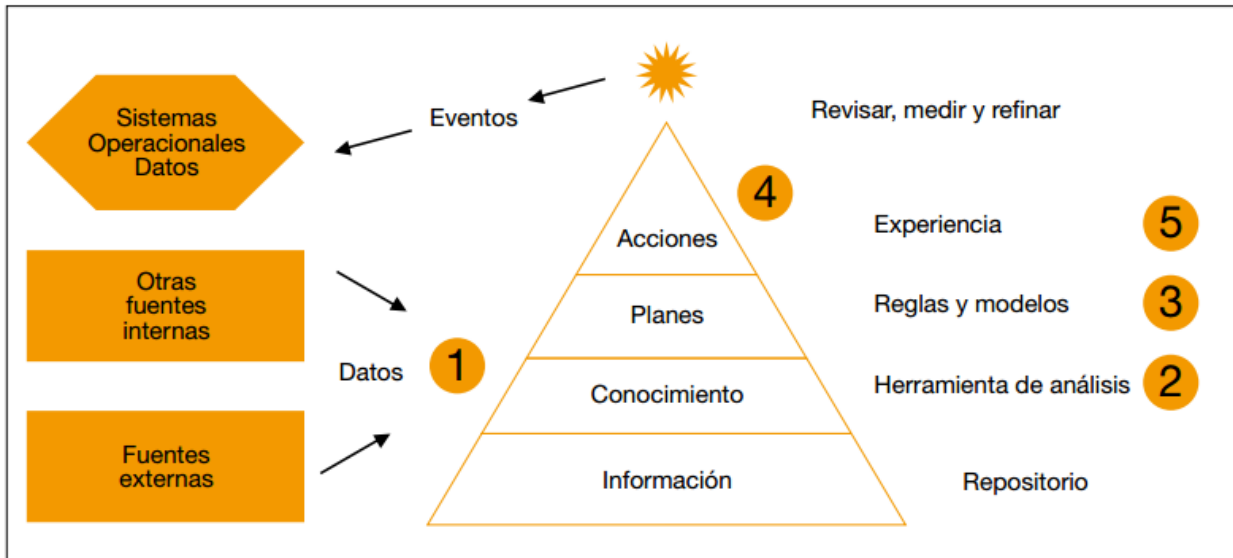 Sistemas
Operacionales
Datos
Eventos
Revisar, medir y refinar
4
Acciones
Experiencia
5
Otras
fuentes
internas
Planes
Reglas y modelos
3
Datos
1
Conocimiento
Herramienta de análisis
2
Fuentes
externas
Información
Repositorio